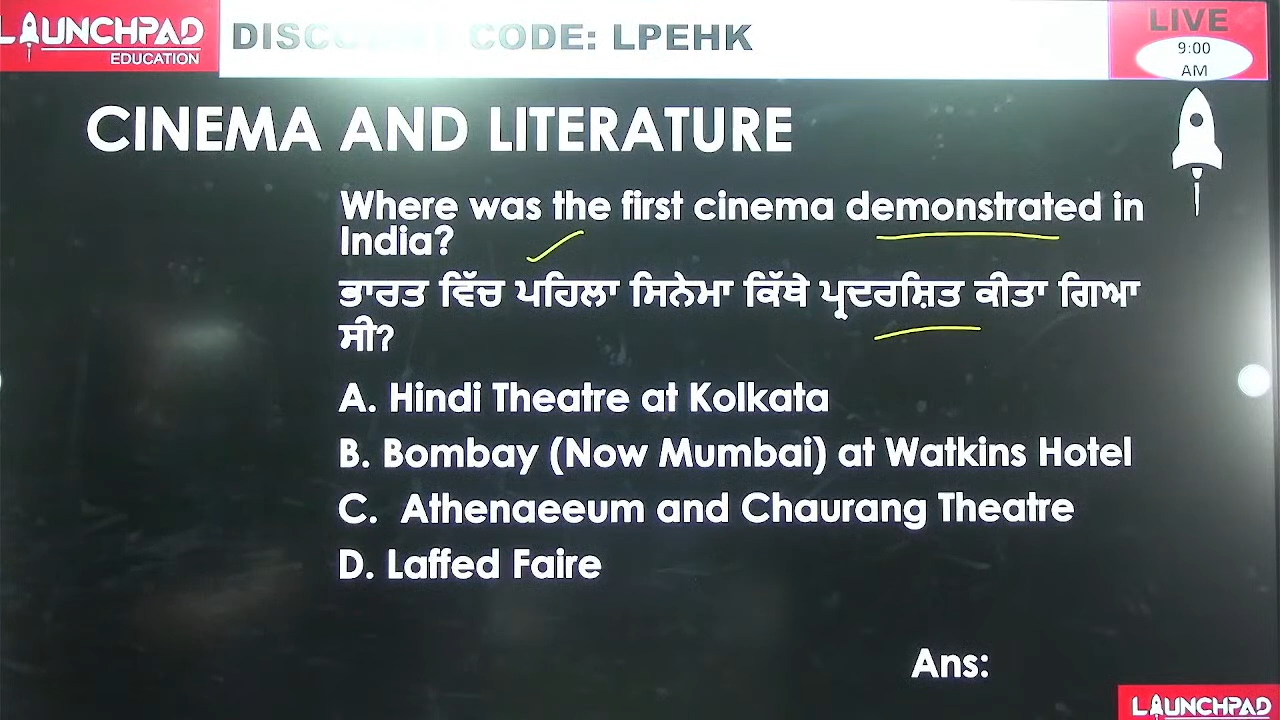 LAUNCHPAD
EDUCATION
DISCOUNT CODE: LPEHK
LIVE
9:00
AM
CINEMA AND LITERATURE
Where was the first cinema demonstrated in
India?
ਭਾਰਤ ਵਿੱਚ ਪਹਿਲਾ ਸਿਨੇਮਾ ਕਿੱਥੇ ਪ੍ਰਦਰਸ਼ਿਤ ਕੀਤਾ ਗਿਆ
ਸੀ?
A. Hindi Theatre at Kolkata
B. Bombay (Now Mumbai) at Watkins Hotel
C. Athenaeeum and Chaurang Theatre
D. Laffed Faire
Ans:
LAUNCHPAD